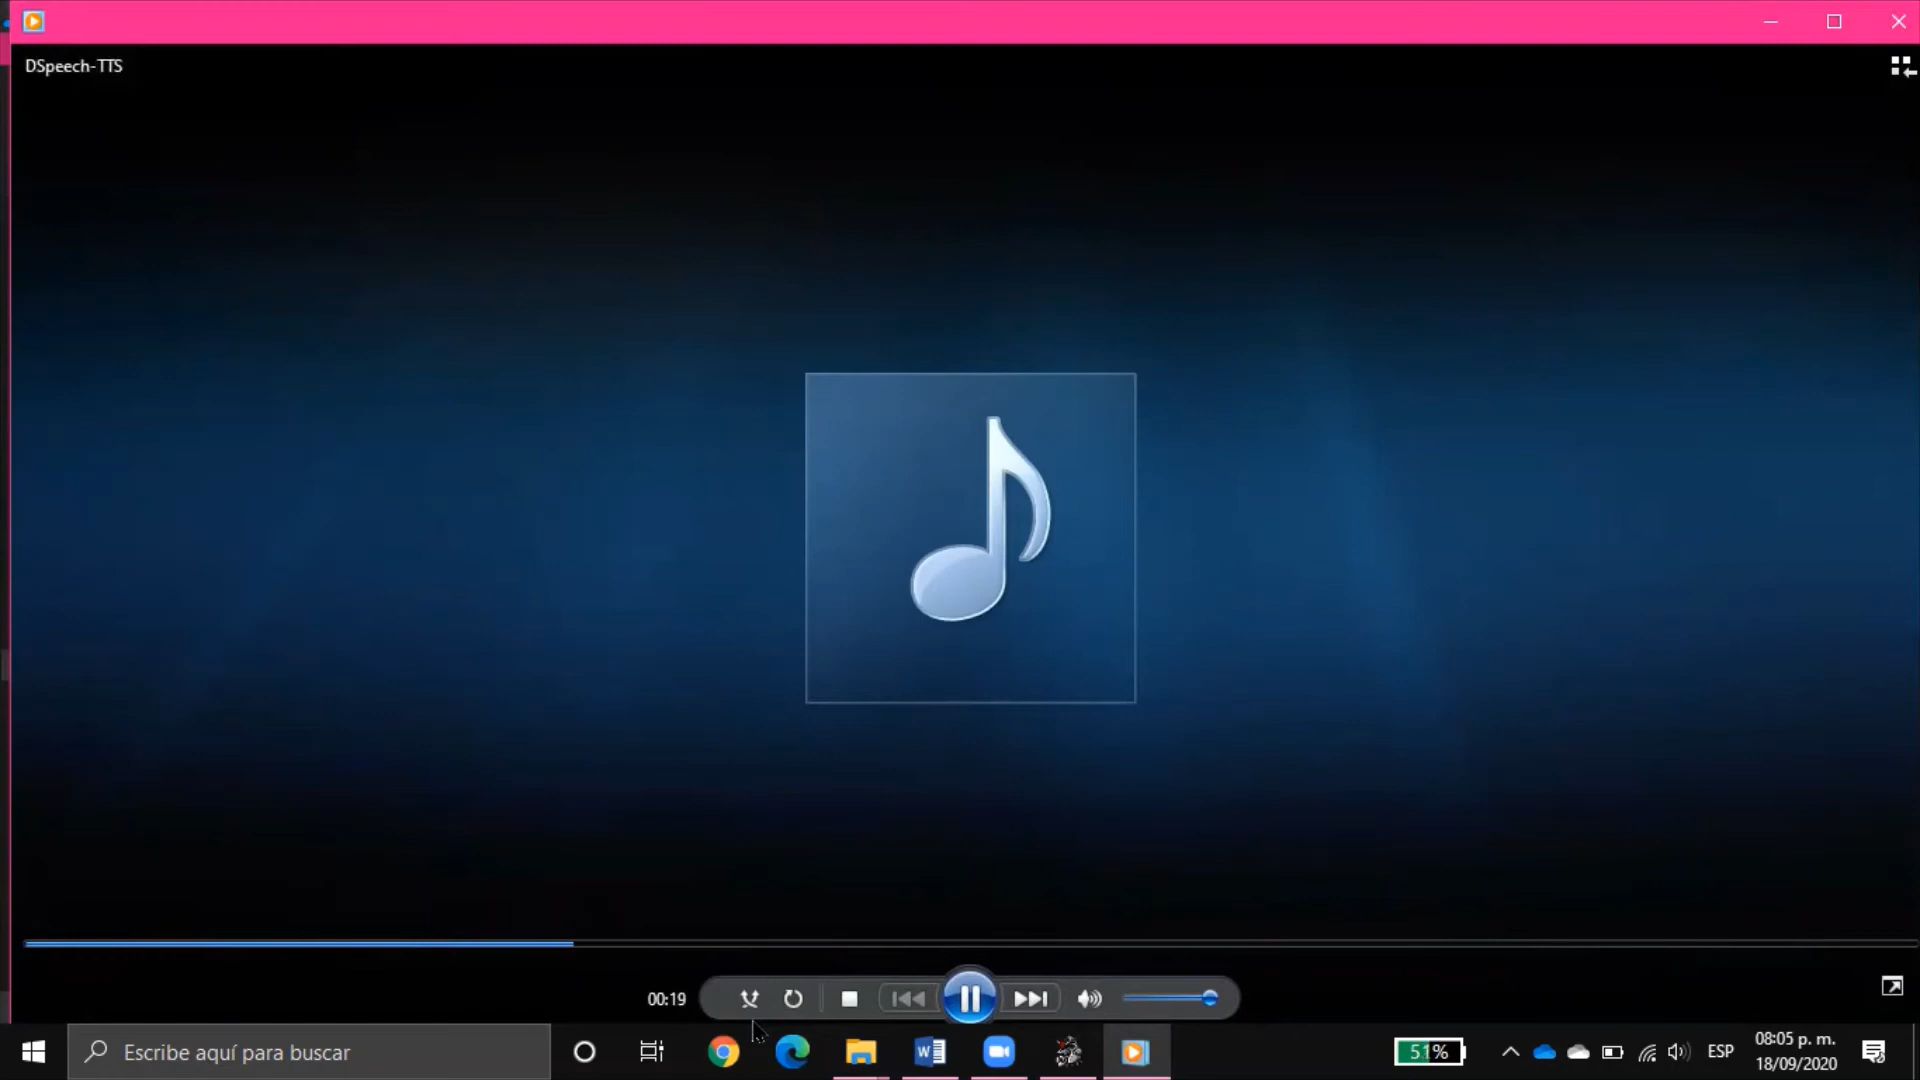 DSpeech-TTS
00:19
Escribe aquí para buscar
51%
ESP
08:05 p. m.
18/09/2020